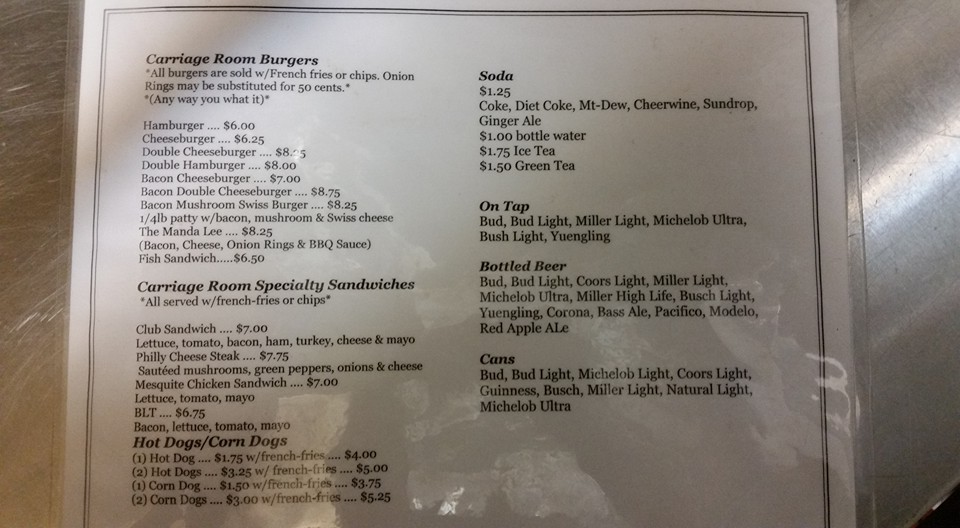 Carriage Room Burgers
*All burgers are sold w/French fries or chips. Onion
Rings may be substituted for 50 cents.*
*(Any way you what it)*
Hamburger .... $6.00
Cheeseburger .... $6.25
Double Cheeseburger .... $8.25
Double Hamburger .... $8.00
Bacon Cheeseburger .... $7.00
Bacon Double Cheeseburger .... $8.75
Bacon Mushroom Swiss Burger .... $8.25
1/4lb patty w/bacon, mushroom & Swiss cheese
The Manda Lee .... $8.25
(Bacon, Cheese, Onion Rings & BBQ Sauce)
Fish Sandwich.....$6.50
Carriage Room Specialty Sandwiches
*All served w/french-fries or chips*
Club Sandwich .... $7.00
Lettuce, tomato, bacon, ham, turkey, cheese & mayo
Philly Cheese Steak .... $7.75
Sautéed mushrooms, green peppers, onions & cheese
Mesquite Chicken Sandwich .... $7.00
Lettuce, tomato, mayo
BLT .... $6.75
Bacon, lettuce, tomato, mayo
Hot Dogs/Corn Dogs
(1) Hot Dog .... $1.75 w/french-fries .... $4.00
(2) Hot Dogs .... $3.25 w/ french-fries .... $5.00
(1) Corn Dog .... $1.50 w/french-fries .... $3.75
(2) Corn Dogs .... $3.00 w/french-fries .... $5.25
Soda
$1.25
Coke, Diet Coke, Mt-Dew, Cheerwine, Sundrop,
Ginger Ale
$1.00 bottle water
$1.75 Ice Tea
$1.50 Green Tea
On Tap
Bud, Bud Light, Miller Light, Michelob Ultra,
Bush Light, Yuengling
Bottled Beer
Bud, Bud Light, Coors Light, Miller Light,
Michelob Ultra, Miller High Life, Busch Light,
Yuengling, Corona, Bass Ale, Pacifico, Modelo,
Red Apple ALe
Cans
Bud, Bud Light, Michelob Light, Coors Light,
Guinness, Busch, Miller Light, Natural Light,
Michelob Ultra